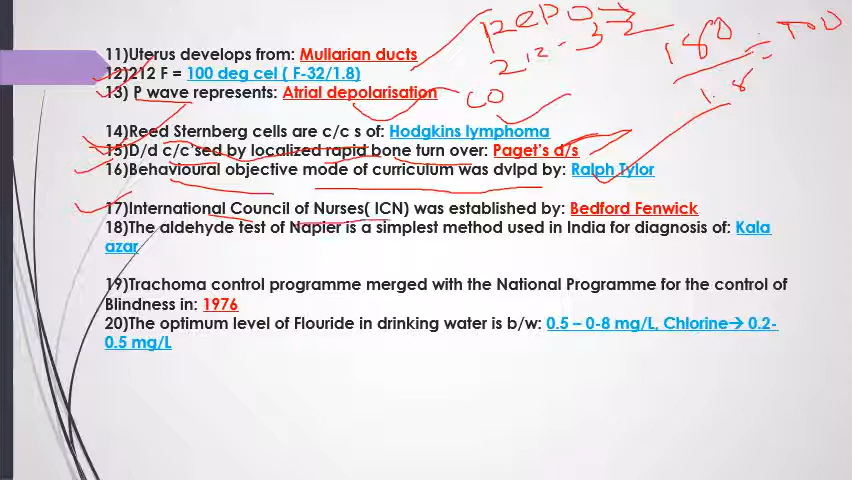 11)Uterus develops from: Mullarian ducts
12)212 F = 100 deg cel ( F-32/1.8)
13) P wave represents: Atrial depolarisation
14)Reed Sternberg cells are c/c s of: Hodgkins lymphoma
15)D/d c/c sed by localized rapid bone turn over: Paget's d/s
16)Behavioural objective mode of curriculum was dvlpd by: Ralph Tylor
17)International Council of Nurses( ICN) was established by: Bedford Fenwick
18)The aldehyde test of Napier is a simplest method used in India for diagnosis of: Kala
azar
19)Trachoma control programme merged with the National Programme for the control of
Blindness in: 1976
20)The optimum level of Flouride in drinking water is b/w: 0.5 – 0-8 mg/L, Chlorine→ 0.2-
0.5 mg/L
180
1.8